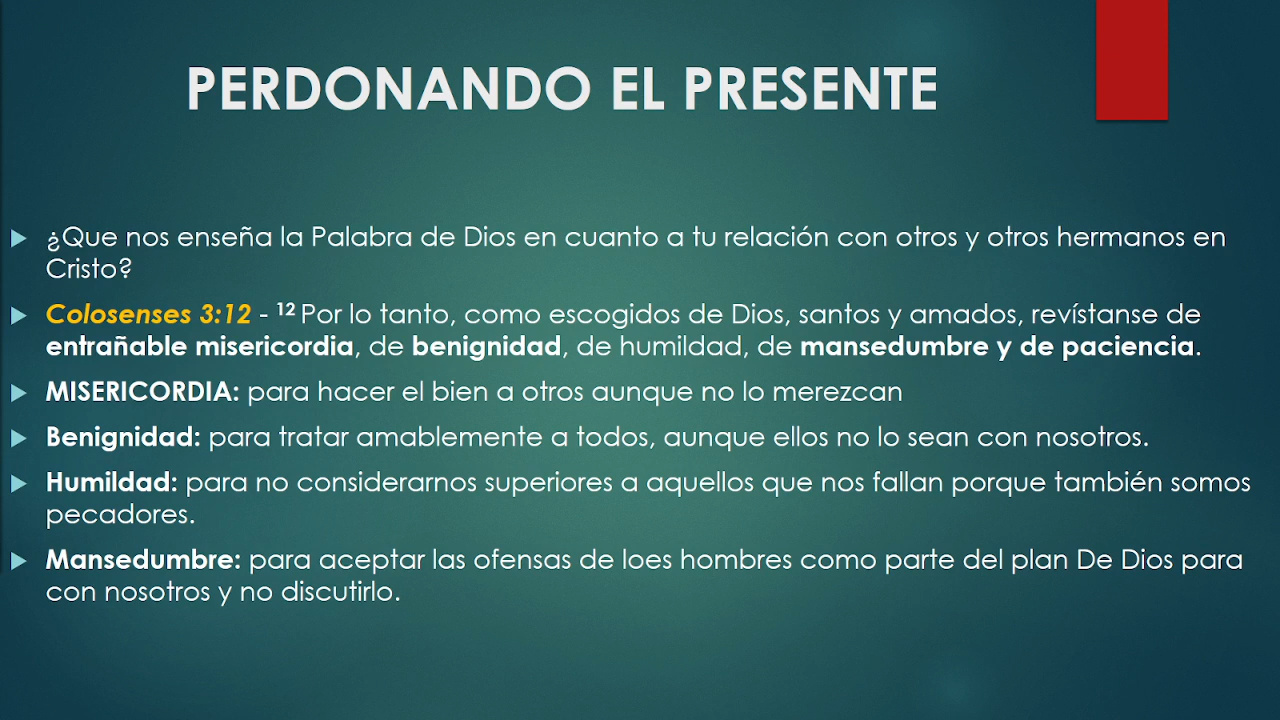 PERDONANDO EL PRESENTE
¿Que nos enseña la Palabra de Dios en cuanto a tu relación con otros y otros hermanos en
Cristo?
Colosenses 3:12 - 12 Por lo tanto, como escogidos de Dios, santos y amados, revístanse de
entrañable misericordia, de benignidad, de humildad, de mansedumbre y de paciencia.
MISERICORDIA: para hacer el bien a otros aunque no lo merezcan
Benignidad: para tratar amablemente a todos, aunque ellos no lo sean con nosotros.
Humildad: para no considerarnos superiores a aquellos que nos fallan porque también somos
pecadores.
Mansedumbre: para aceptar las ofensas de loes hombres como parte del plan De Dios para
con nosotros y no discutirlo.